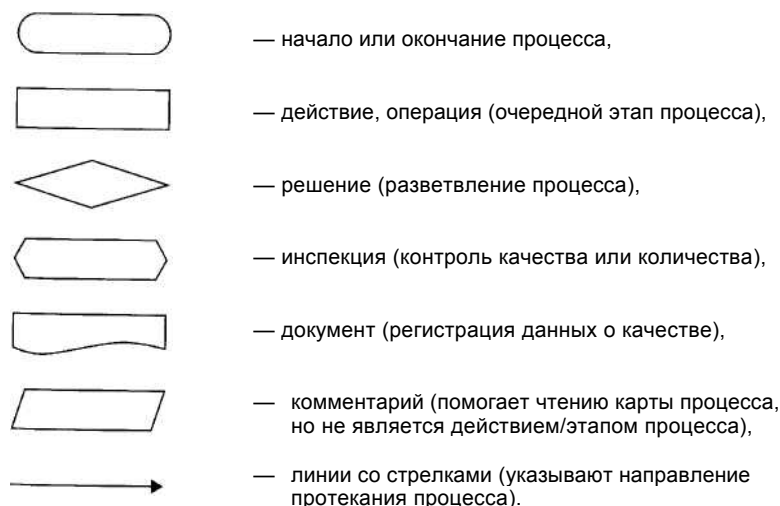 — начало или окончание процесса,
— действие, операция (очередной этап процесса),
— решение (разветвление процесса),
— инспекция (контроль качества или количества),
— документ (регистрация данных о качестве),
— комментарий (помогает чтению карты процесса,
но не является действием/этапом процесса),
— линии со стрелками (указывают направление
протекания процесса).